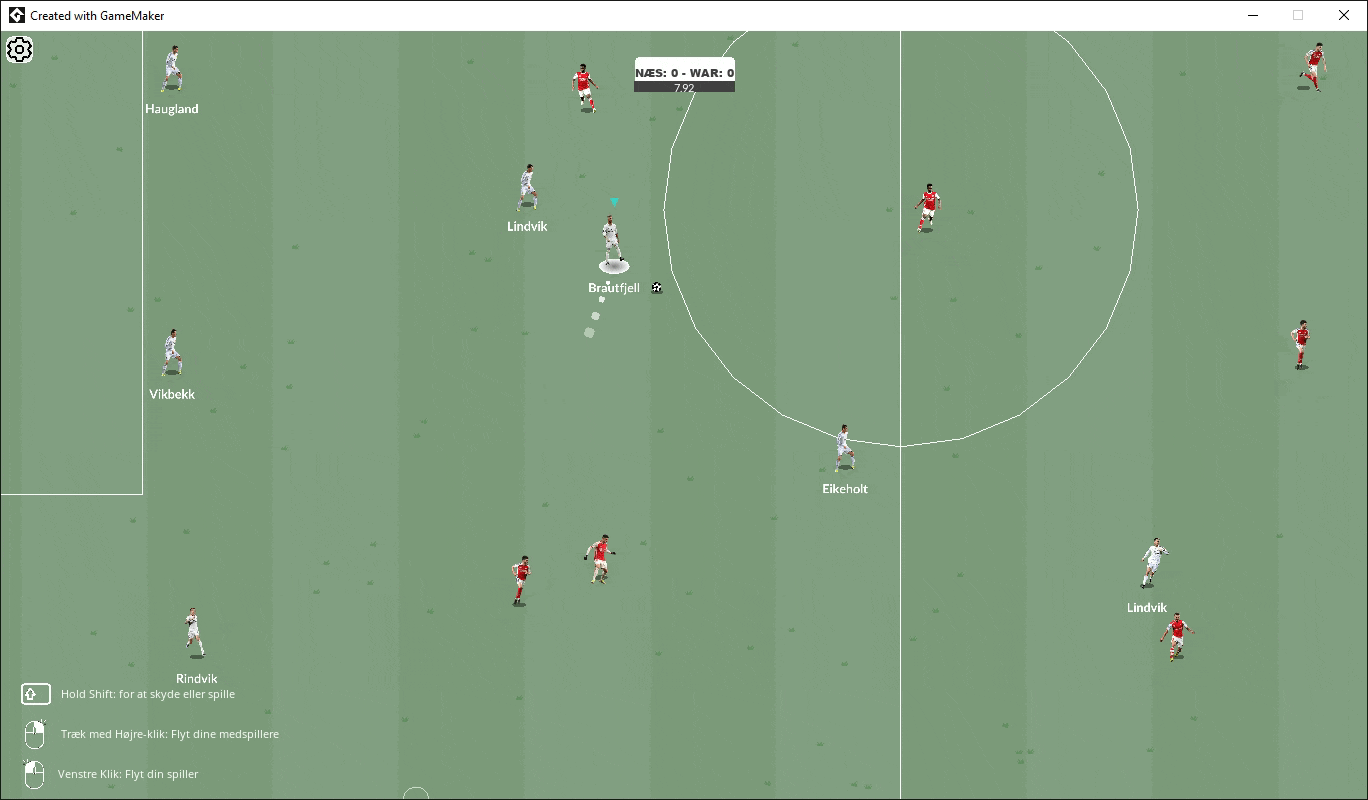 Created with GameMaker
NÆS: 0 - WAR: 0
7.92
Haugland
Lindvik
Brautfjell
Vikbekk
Eikeholt
Lindvik
Rindvik
Hold Shift: for at skyde eller spille
Træk med Højre-klik: Flyt dine medspillere
Venstre Klik: Flyt din spiller